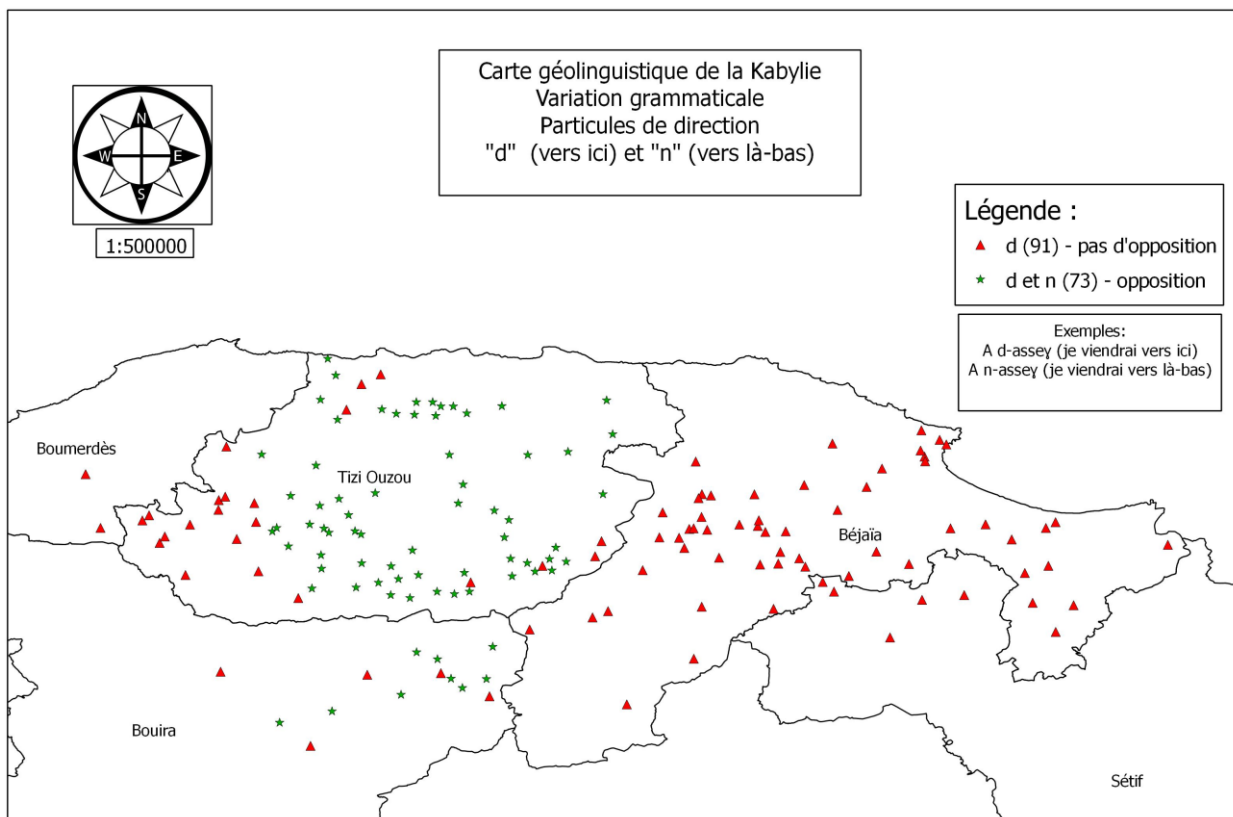 Carte géolinguistique de la Kabylie
Variation grammaticale
Particules de direction
"d" (vers ici) et "n" (vers là-bas)
N
W
E
S
1:500000
Légende :
d (91) - pas d'opposition
d et n (73) - opposition
Exemples:
A d-asseɣ (je viendrai vers ici)
A n-asseɣ (je viendrai vers là-bas)
Boumerdès
Tizi Ouzou
Béjaïa
Bouira
Sétif